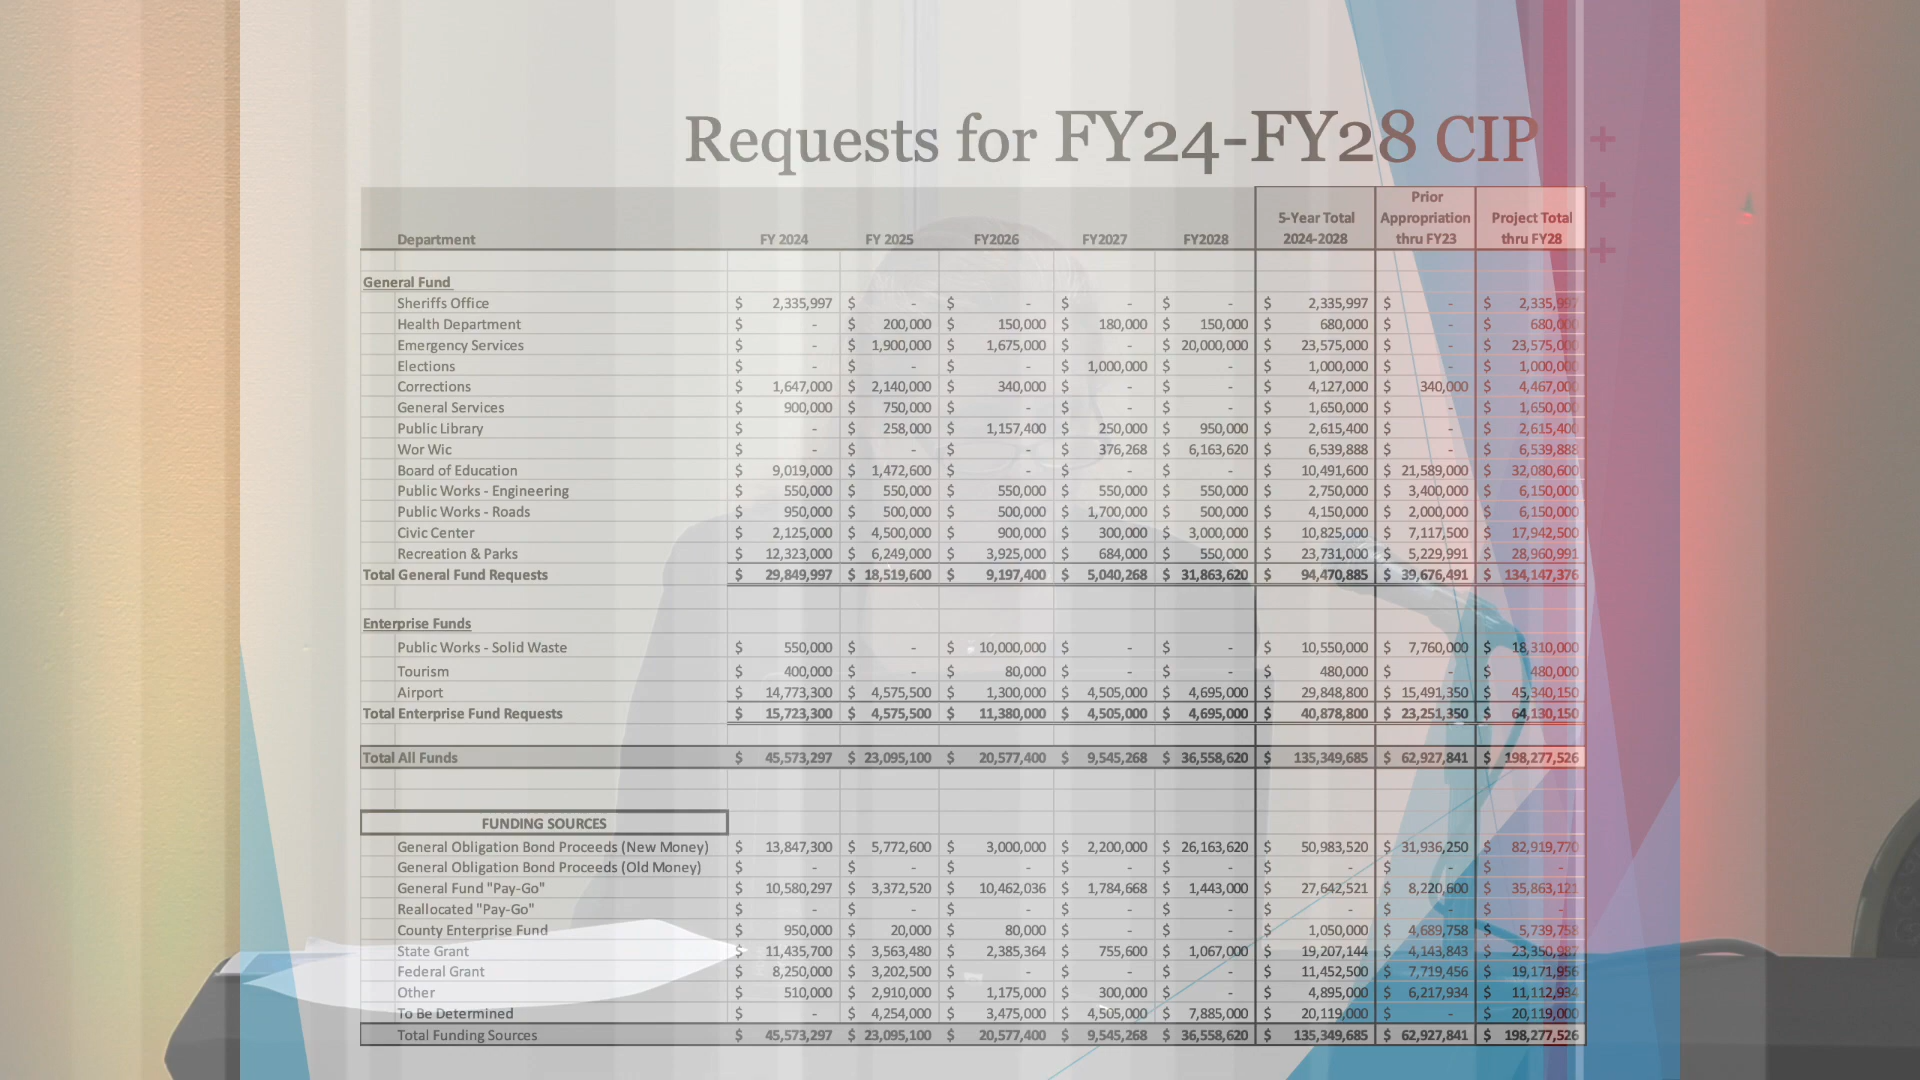 Requests for FY24-FY28 CIP
Department FY 2024 FY 2025 FY2026 FY2027 FY2028 5-Year Total 2024-2028 Prior Appropriation thru FY23 Project Total thru FY28
General Fund
Sheriffs Office $ 2,335,997 $ - $ - $ - $ - $ 2,335,997 $ - $ 2,335,997
Health Department $ - $ 200,000 $ 150,000 $ 180,000 $ 150,000 $ 680,000 $ - $ 680,000
Emergency Services $ - $ 1,900,000 $ 1,675,000 $ - $ 20,000,000 $ 23,575,000 $ - $ 23,575,000
Elections $ - $ - $ - $ 1,000,000 $ - $ 1,000,000 $ - $ 1,000,000
Corrections $ 1,647,000 $ 2,140,000 $ 340,000 $ - $ - $ 4,127,000 $ 340,000 $ 4,467,000
General Services $ 900,000 $ 750,000 $ - $ - $ - $ 1,650,000 $ - $ 1,650,000
Public Library $ - $ 258,000 $ 1,157,400 $ 250,000 $ 950,000 $ 2,615,400 $ - $ 2,615,400
Wor Wic $ - $ - $ - $ 376,268 $ 6,163,620 $ 6,539,888 $ - $ 6,539,888
Board of Education $ 9,019,000 $ 1,472,600 $ - $ - $ - $ 10,491,600 $ 21,589,000 $ 32,080,600
Public Works - Engineering $ 550,000 $ 550,000 $ 550,000 $ 550,000 $ 550,000 $ 2,750,000 $ 3,400,000 $ 6,150,000
Public Works - Roads $ 950,000 $ 500,000 $ 500,000 $ 1,700,000 $ 500,000 $ 4,150,000 $ 2,000,000 $ 6,150,000
Civic Center $ 2,125,000 $ 4,500,000 $ 900,000 $ 300,000 $ 3,000,000 $ 10,825,000 $ 7,117,500 $ 17,942,500
Recreation & Parks $ 12,323,000 $ 6,249,000 $ 3,925,000 $ 684,000 $ 550,000 $ 23,731,000 $ 5,229,991 $ 28,960,991
Total General Fund Requests $ 29,849,997 $ 18,519,600 $ 9,197,400 $ 5,040,268 $ 31,863,620 $ 94,470,885 $ 39,676,491 $ 134,147,376
Enterprise Funds
Public Works - Solid Waste $ 550,000 $ - $ 10,000,000 $ - $ - $ 10,550,000 $ 7,760,000 $ 18,310,000
Tourism $ 400,000 $ - $ 80,000 $ - $ - $ 480,000 $ - $ 480,000
Airport $ 14,773,300 $ 4,575,500 $ 1,300,000 $ 4,505,000 $ 4,695,000 $ 29,848,800 $ 15,491,350 $ 45,340,150
Total Enterprise Fund Requests $ 15,723,300 $ 4,575,500 $ 11,380,000 $ 4,505,000 $ 4,695,000 $ 40,878,800 $ 23,251,350 $ 64,130,150
Total All Funds $ 45,573,297 $ 23,095,100 $ 20,577,400 $ 9,545,268 $ 36,558,620 $ 135,349,685 $ 62,927,841 $ 198,277,526
FUNDING SOURCES
General Obligation Bond Proceeds (New Money) $ 13,847,300 $ 5,772,600 $ 3,000,000 $ 2,200,000 $ 26,163,620 $ 50,983,520 $ 31,936,250 $ 82,919,770
General Obligation Bond Proceeds (Old Money) $ - $ - $ - $ - $ - $ - $ - $ -
General Fund "Pay-Go" $ 10,580,297 $ 3,372,520 $ 10,462,036 $ 1,784,668 $ 1,443,000 $ 27,642,521 $ 8,220,600 $ 35,863,121
Reallocated "Pay-Go" $ - $ - $ - $ - $ - $ - $ - $ -
County Enterprise Fund $ 950,000 $ 20,000 $ 80,000 $ - $ - $ 1,050,000 $ 4,689,758 $ 5,739,758
State Grant $ 11,435,700 $ 3,563,480 $ 2,385,364 $ 755,600 $ 1,067,000 $ 19,207,144 $ 4,143,843 $ 23,350,987
Federal Grant $ 8,250,000 $ 3,202,500 $ - $ - $ - $ 11,452,500 $ 7,719,456 $ 19,171,956
Other $ 510,000 $ 2,910,000 $ 1,175,000 $ 300,000 $ - $ 4,895,000 $ 6,217,934 $ 11,112,934
To Be Determined $ - $ 4,254,000 $ 3,475,000 $ 4,505,000 $ 7,885,000 $ 20,119,000 $ - $ 20,119,000
Total Funding Sources $ 45,573,297 $ 23,095,100 $ 20,577,400 $ 9,545,268 $ 36,558,620 $ 135,349,685 $ 62,927,841 $ 198,277,526